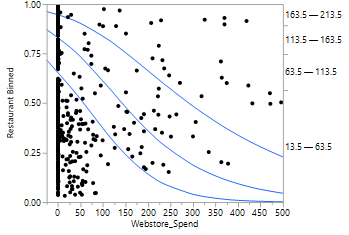 1.00
0.75
0.50
0.25
0.00
Restaurant Binned
163.5 — 213.5
113.5 — 163.5
63.5 — 113.5
13.5 — 63.5
0 50 100 150 200 250 300 350 400 450 500
Webstore_Spend